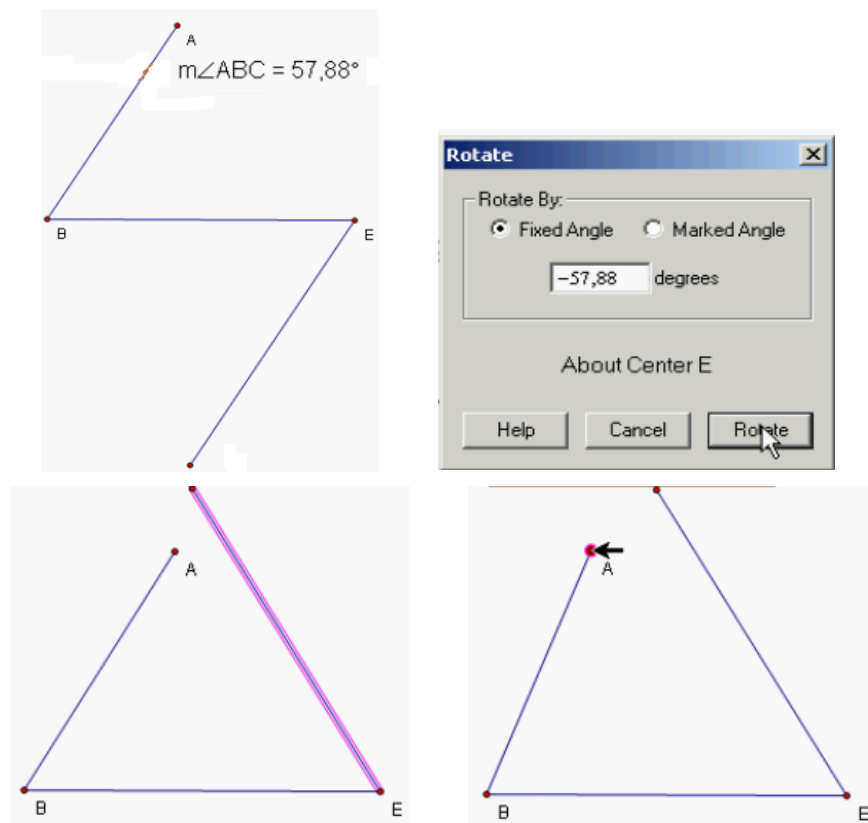 A
m∠ABC = 57,88°
B
E
Rotate
Rotate By:
Fixed Angle Marked Angle
−57,88 degrees
About Center E
Help Cancel Rotate
A
B
E
A
B
E